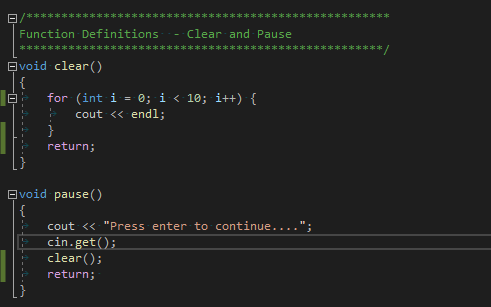 /****************************************************
Function Definitions  - Clear and Pause
****************************************************/
void clear()
{
    for (int i = 0; i < 10; i++) {
        cout << endl;
    }
    return;
}
void pause()
{
    cout << "Press enter to continue....";
    cin.get();
    clear();
    return;
}